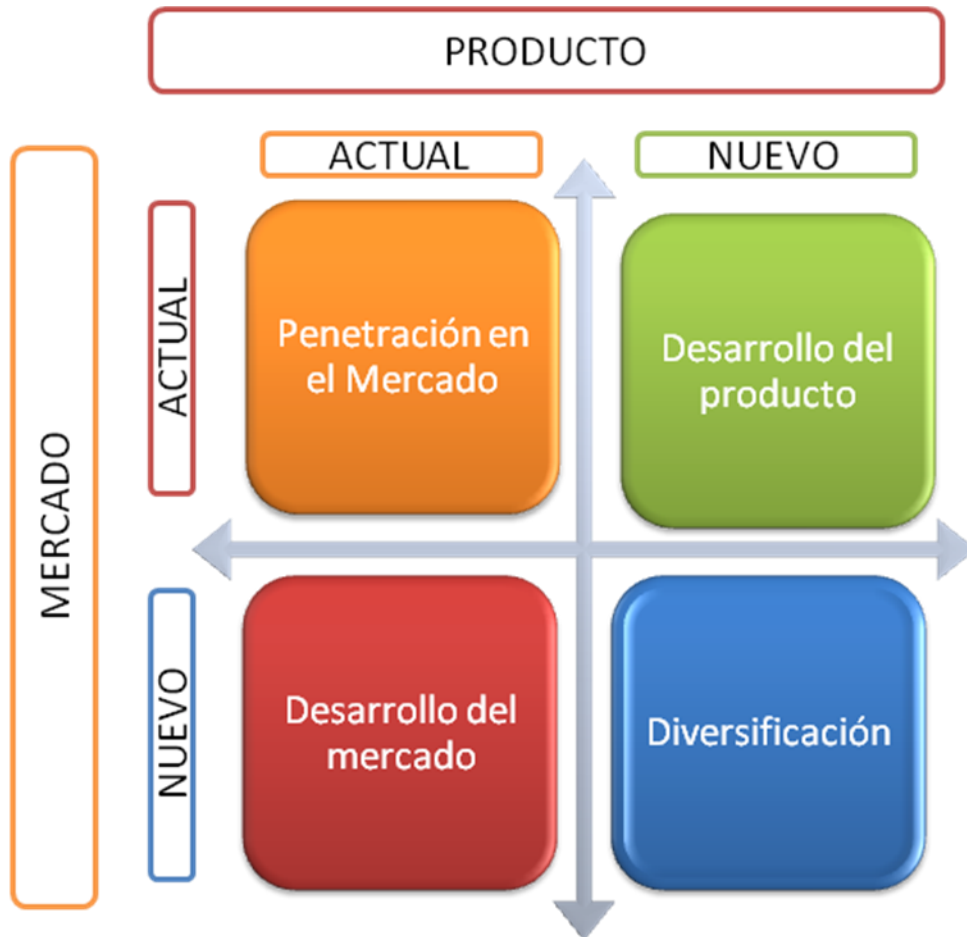 PRODUCTO
ACTUAL
NUEVO
MERCADO
ACTUAL
Penetración en
el Mercado
Desarrollo del
producto
NUEVO
Desarrollo del
mercado
Diversificación